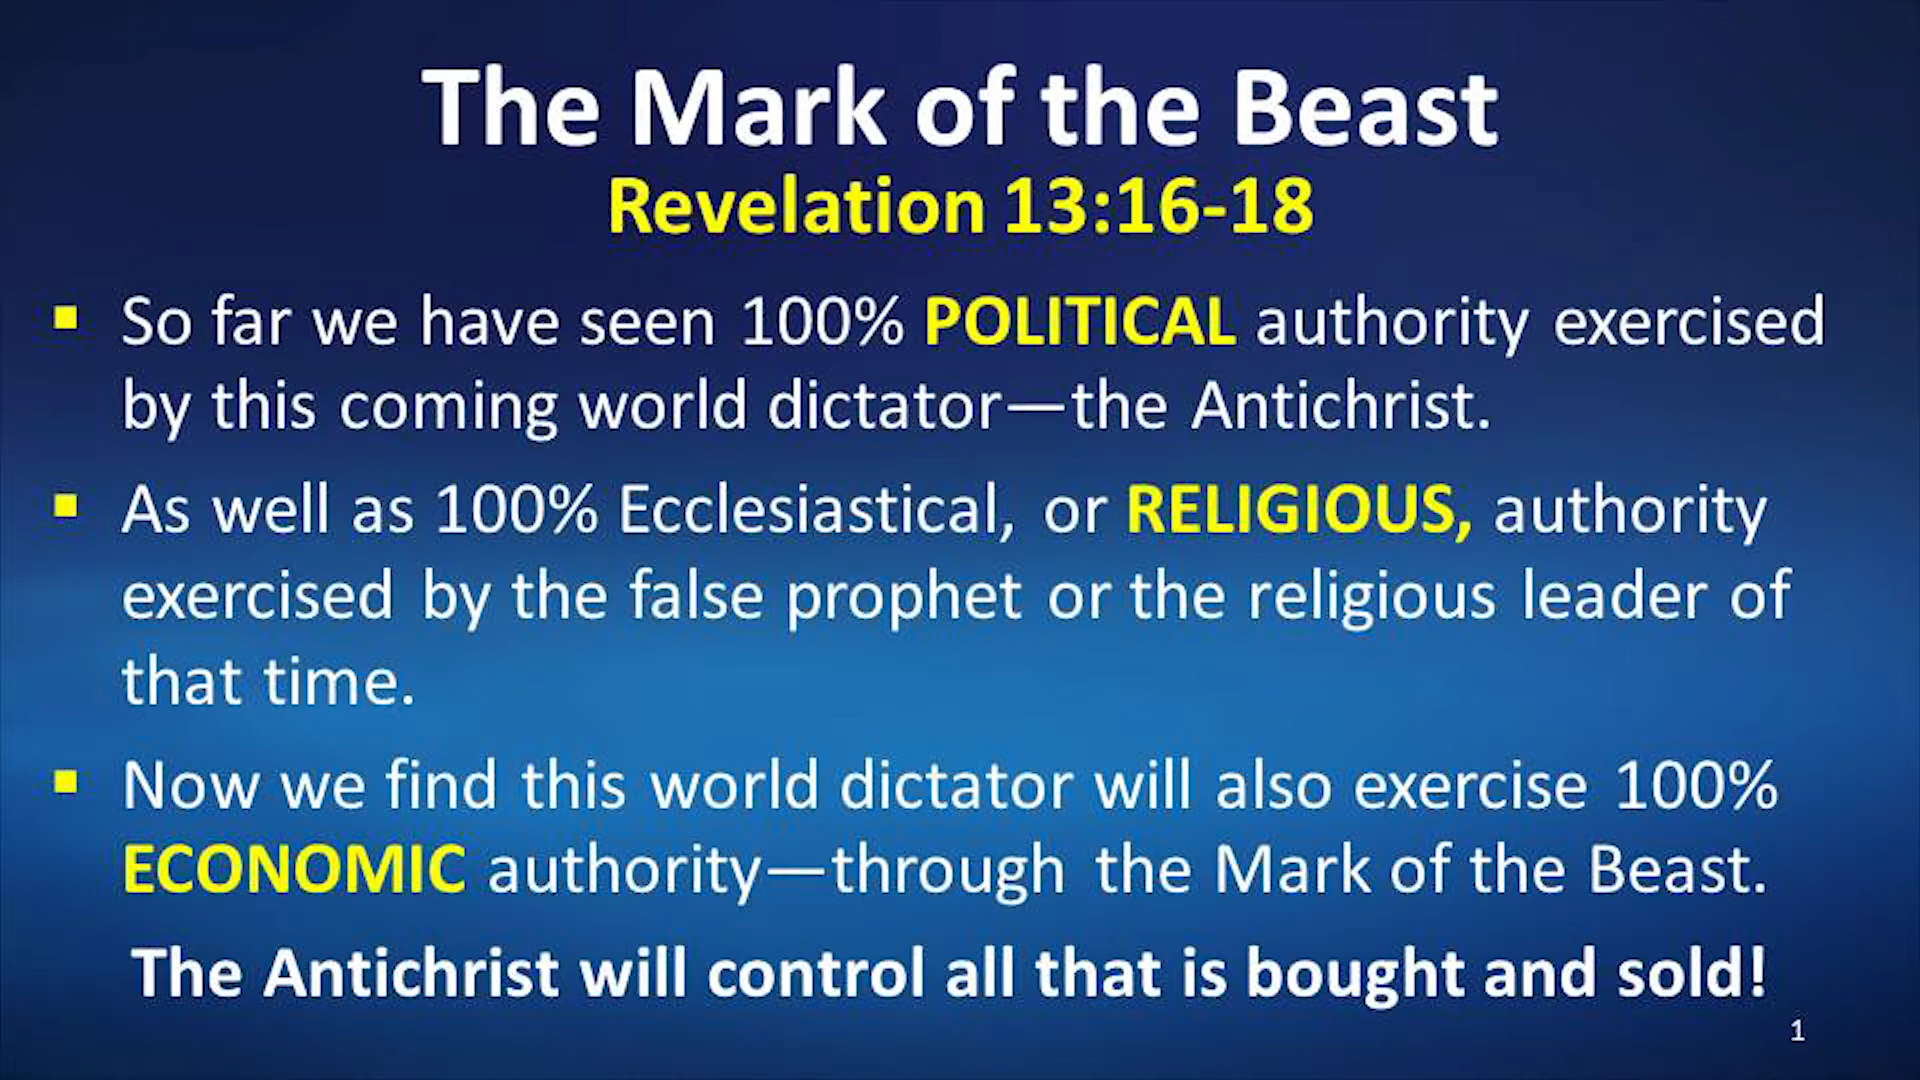 The Mark of the Beast
Revelation 13:16-18
▪ So far we have seen 100% POLITICAL authority exercised
by this coming world dictator—the Antichrist.
▪ As well as 100% Ecclesiastical, or RELIGIOUS, authority
exercised by the false prophet or the religious leader of
that time.
▪ Now we find this world dictator will also exercise 100%
ECONOMIC authority—through the Mark of the Beast.
The Antichrist will control all that is bought and sold!
1